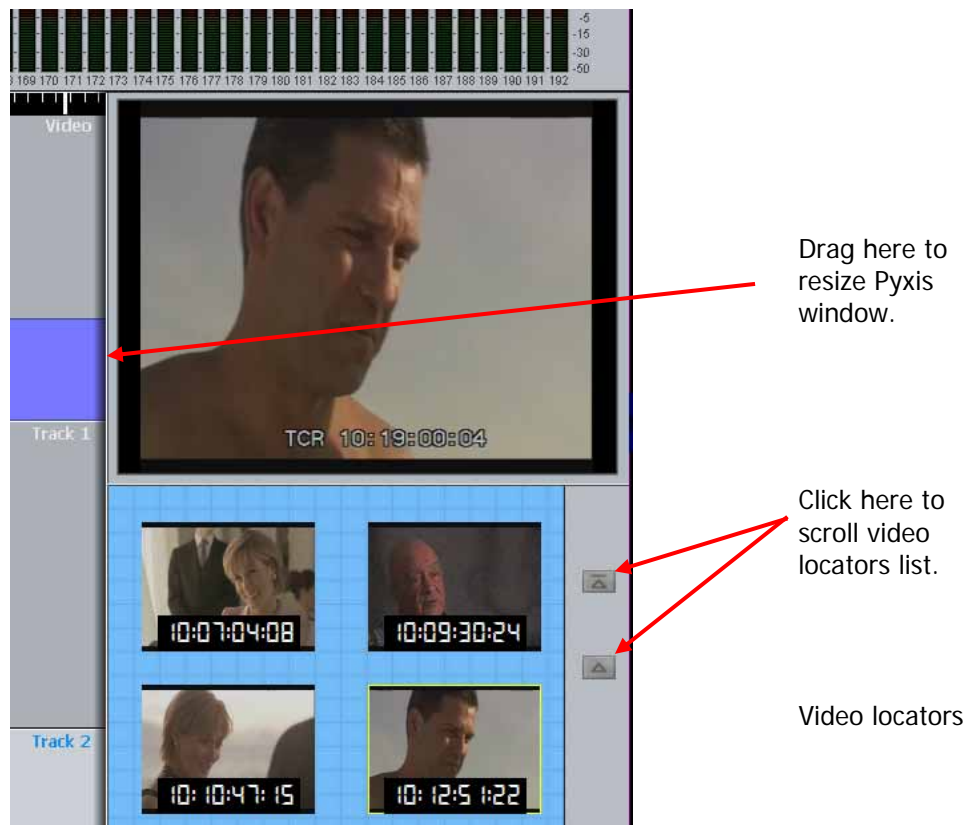 -5
-15
-30
-50
169 170 171 172 173 174 175 176 177 178 179 180 181 182 183 184 185 186 187 188 189 190 191 192
Video
TCR 10:19:00:04
Drag here to
resize Pyxis
window.
Track 1
Click here to
scroll video
locators list.
10:07:04:08
10:09:30:24
Video locators
Track 2
10:10:47:15
10:12:51:22